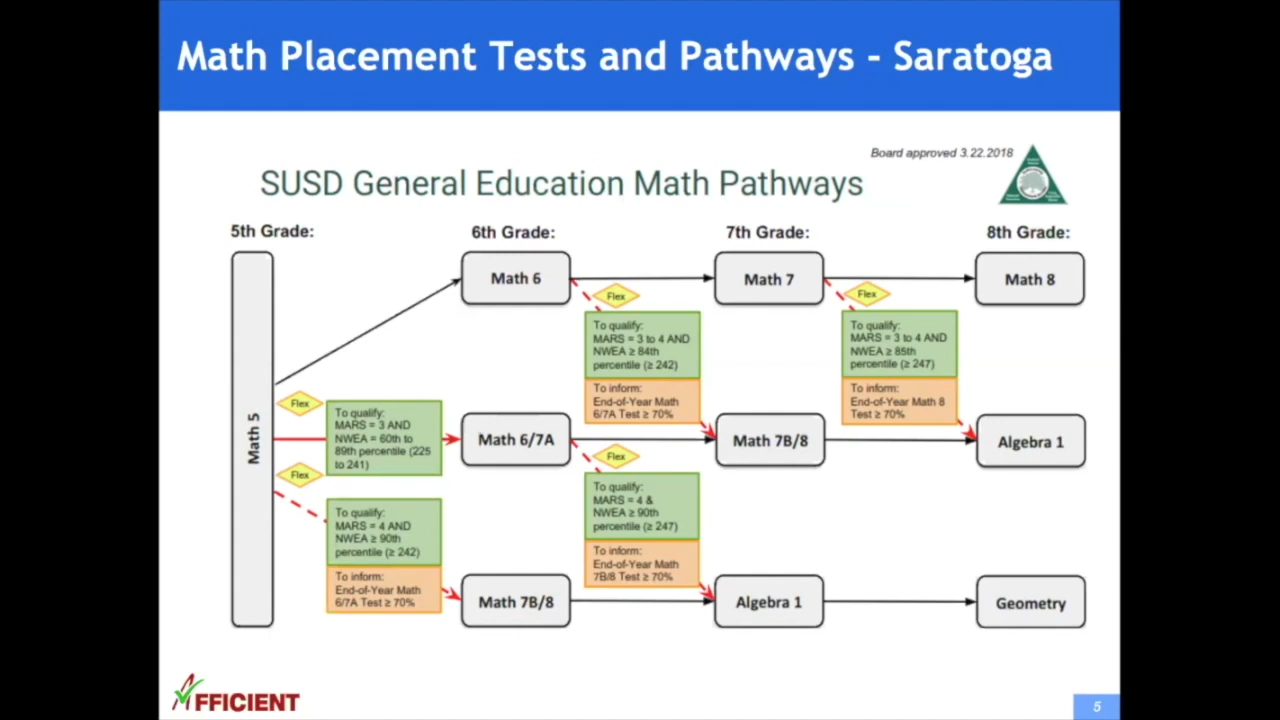 Math Placement Tests and Pathways - Saratoga
Board approved 3.22.2018
SUSD General Education Math Pathways
5th Grade:
6th Grade:
7th Grade:
8th Grade:
Math 5
Math 6
Math 7
Math 8
Flex
To qualify:
MARS = 3 to 4 AND
NWEA ≥ 84th
percentile (≥ 242)
To inform:
End-of-Year Math
6/7A Test ≥ 70%
Flex
To qualify:
MARS = 3 to 4 AND
NWEA ≥ 85th
percentile (≥ 247)
To inform:
End-of-Year Math 8
Test ≥ 70%
Flex
To qualify:
MARS = 3 AND
NWEA = 60th to
89th percentile (225
to 241)
Math 6/7A
Math 7B/8
Algebra 1
Flex
To qualify:
MARS = 4 AND
NWEA ≥ 90th
percentile (≥ 242)
To inform:
End-of-Year Math
6/7A Test ≥ 70%
Flex
To qualify:
MARS = 4 &
NWEA ≥ 90th
percentile (≥ 247)
To inform:
End-of-Year Math
7B/8 Test ≥ 70%
Math 7B/8
Algebra 1
Geometry
AFFICIENT
5